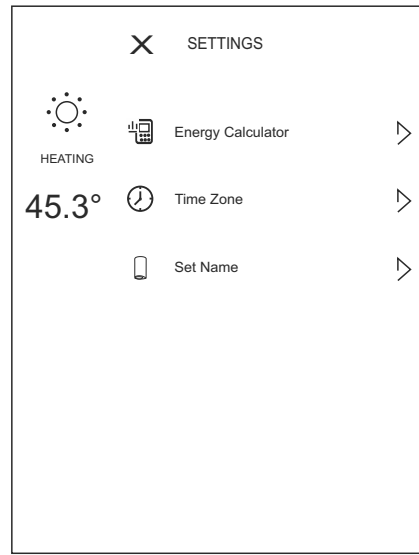 SETTINGS
Energy Calculator
HEATING
45.3°
Time Zone
Set Name